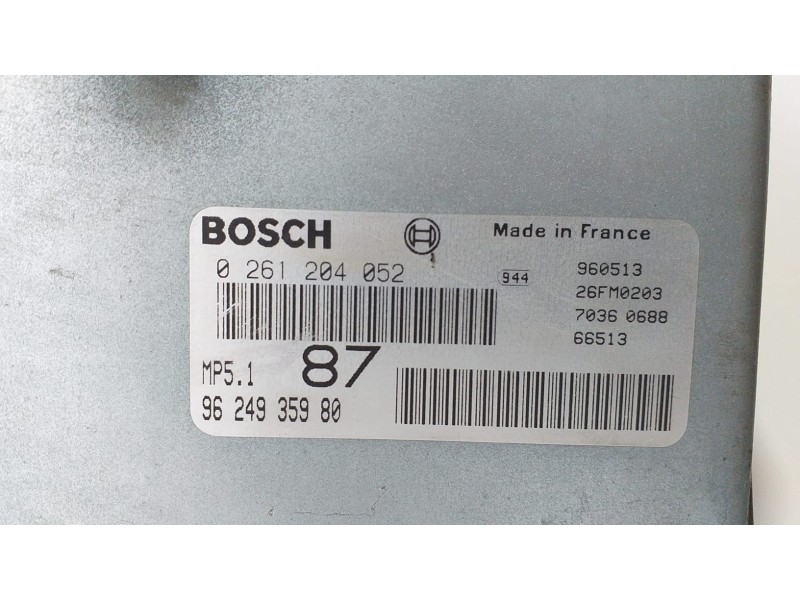 BOSCH Made in France
0 261 204 052 944 960513
26FM0203
7036 0688
66513
MP5.1 87
96 249 359 80